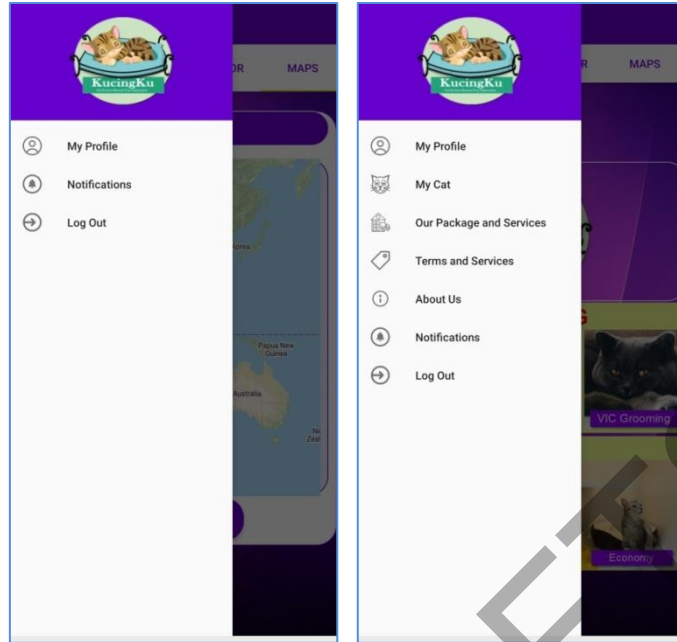 KucingKu
OR MAPS
My Profile
Notifications
Log Out
Korea
Papua New
Guinea
Australia
KucingKu
R MAPS
My Profile
My Cat
Our Package and Services
Terms and Services
About Us
Notifications
Log Out
G
VIC Grooming
Economy